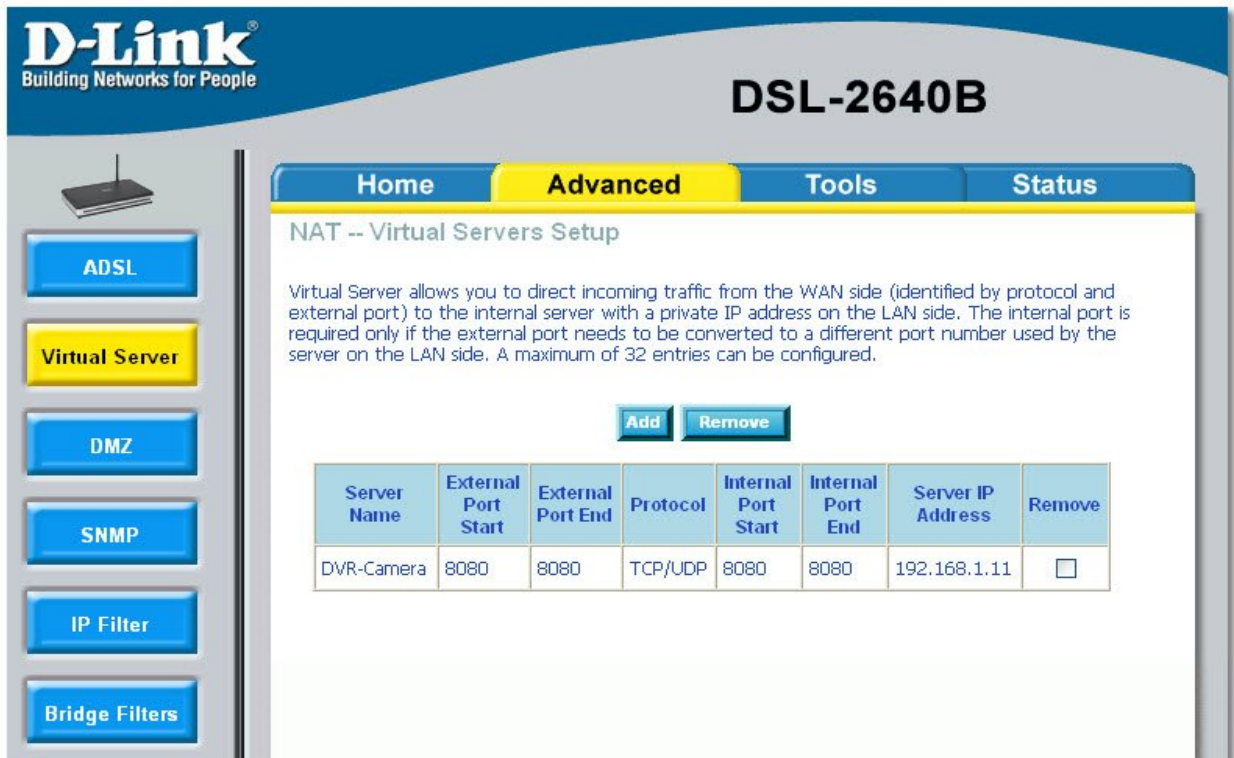 D-Link®
Building Networks for People
DSL-2640B
Home Advanced Tools Status
ADSL
Virtual Server
DMZ
SNMP
IP Filter
Bridge Filters
NAT -- Virtual Servers Setup
Virtual Server allows you to direct incoming traffic from the WAN side (identified by protocol and
external port) to the internal server with a private IP address on the LAN side. The internal port is
required only if the external port needs to be converted to a different port number used by the
server on the LAN side. A maximum of 32 entries can be configured.
Add Remove
Server Name External Port Start External Port End Protocol Internal Port Start Internal Port End Server IP Address Remove
DVR-Camera 8080 8080 TCP/UDP 8080 8080 192.168.1.11